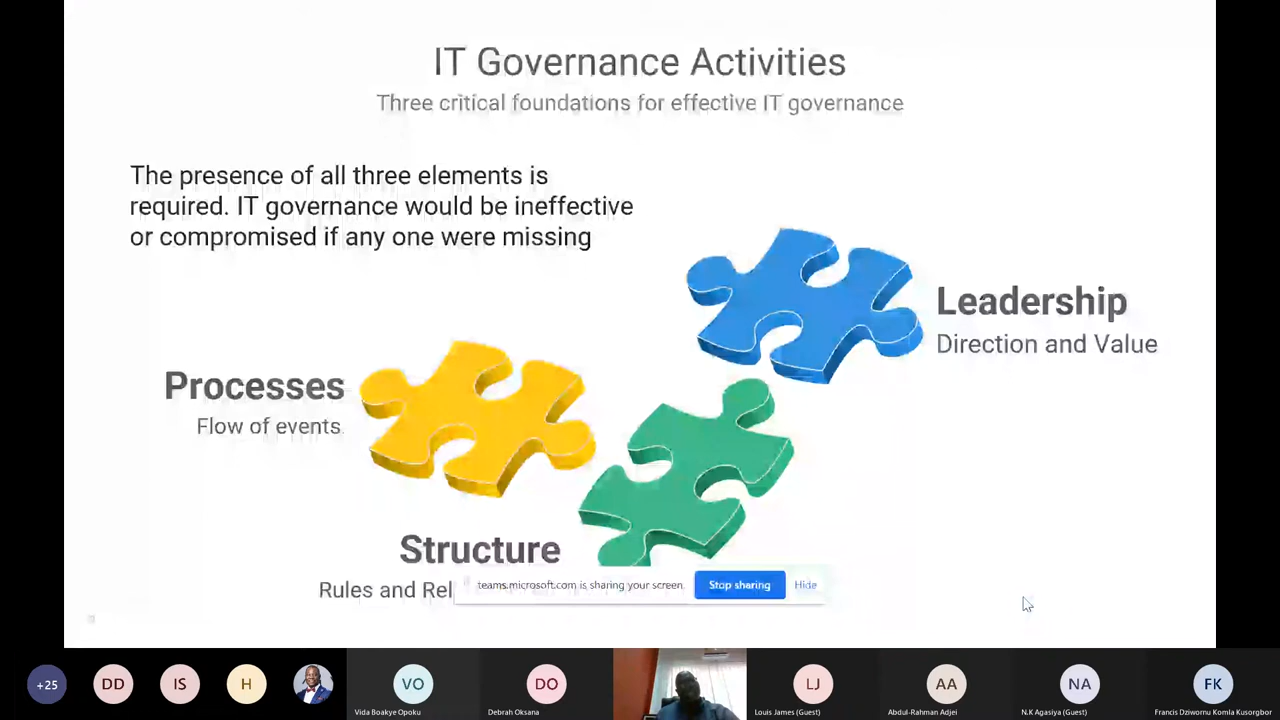 IT Governance Activities
Three critical foundations for effective IT governance
The presence of all three elements is
required. IT governance would be ineffective
or compromised if any one were missing
Leadership
Direction and Value
Processes
Flow of events.
Structure
Rules and Rel
teams.microsoft.com is sharing your screen.
Stop sharing
Hide
+25
DD
IS
H
VO
DO
LJ
AA
NA
FK
Vida Boakye Opoku
Debrah Oksana
Louis James (Guest)
Abdul-Rahman Adjei
N.K Agasiya (Guest)
Francis Dziwonu Komla Kusorgbor